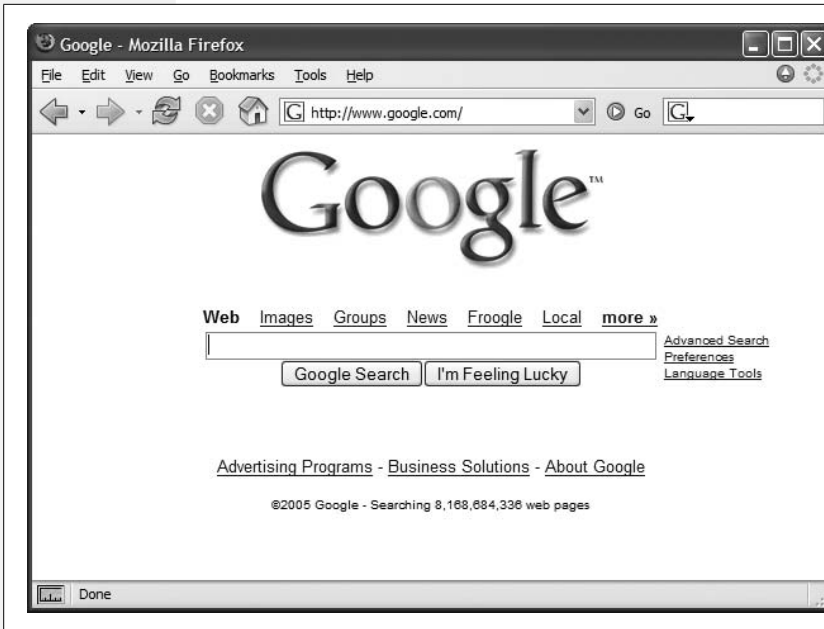 Google - Mozilla Firefox
File Edit View Go Bookmarks Tools Help
G http://www.google.com/ Go G
Google™
Web Images Groups News Froogle Local more »
Advanced Search
Preferences
Language Tools
Google Search I'm Feeling Lucky
Advertising Programs - Business Solutions - About Google
©2005 Google - Searching 8,168,684,336 web pages
Done